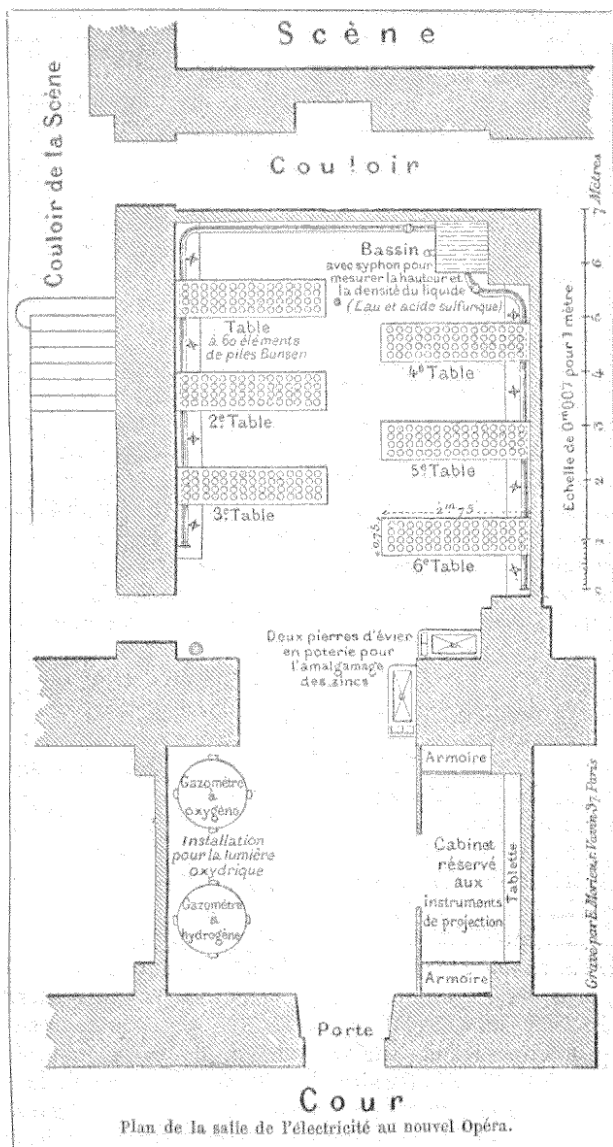 Scène
Couloir de la Scène
Couloir
Bassin
avec syphon pour
mesurer la hauteur et
la densité du liquide
(Eau et acide sulfurique)
Table
à 60 éléments
de piles Bunsen
2e Table
3e Table
4e Table
5e Table
2m75
0m75
6e Table
7 Mètres
6
5
4
3
2
1
0
Echelle de 0m007 pour 1 mètre
Deux pierres d'évier
en poterie pour
l'amalgamage
des zincs
Armoire
Gazomètre
à
oxygène
Installation
pour la lumière
oxydrique
Gazomètre
à
hydrogène
Cabinet
réservé
aux
instruments
de projection
Tablette
Armoire
Gravé par E. Morieu r. Vavin 37 Paris
Porte
Cour
Plan de la salle de l'électricité au nouvel Opéra.